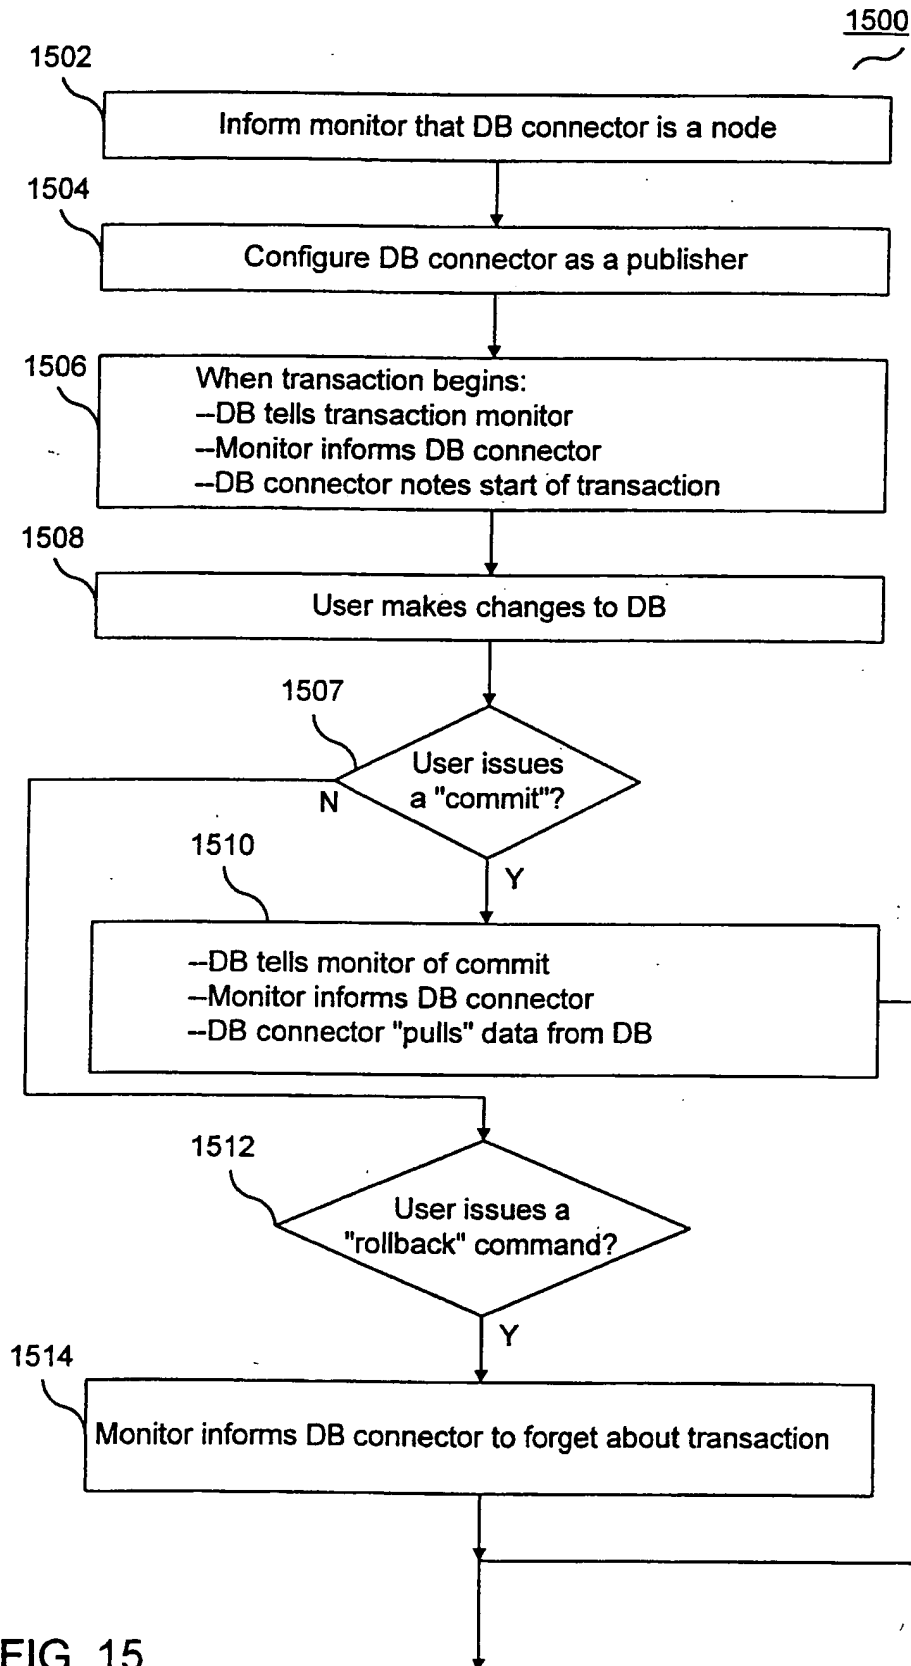 1500
1502
Inform monitor that DB connector is a node
1504
Configure DB connector as a publisher
1506
When transaction begins:
--DB tells transaction monitor
--Monitor informs DB connector
--DB connector notes start of transaction
1508
User makes changes to DB
1507
User issues
a "commit"?
N
Y
1510
--DB tells monitor of commit
--Monitor informs DB connector
--DB connector "pulls" data from DB
1512
User issues a
"rollback" command?
Y
1514
Monitor informs DB connector to forget about transaction
FIG. 15